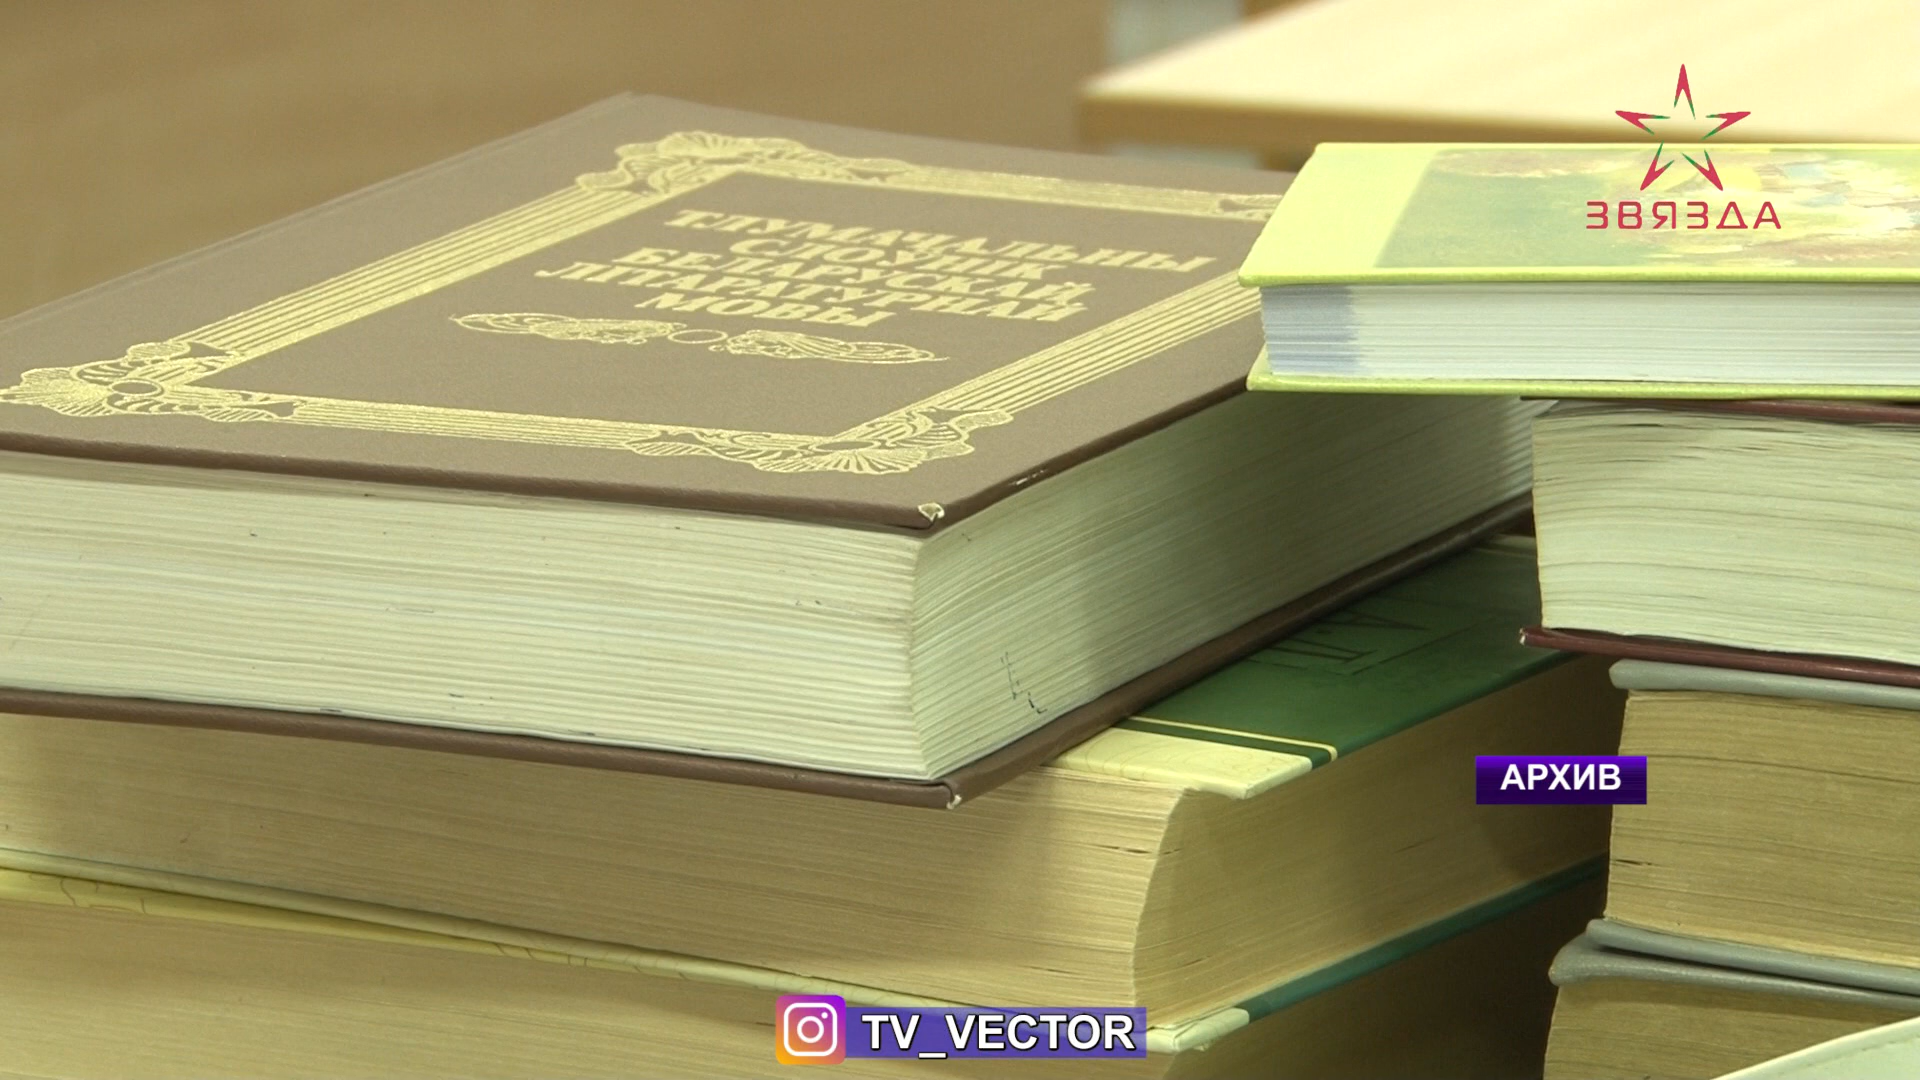 ТЛУМАЧАЛЬНЫ
СЛОЎНІК
БЕЛАРУСКАЙ
ЛІТАРАТУРНАЙ
МОВЫ
ЗВЯЗДА
АРХИВ
TV_VECTOR